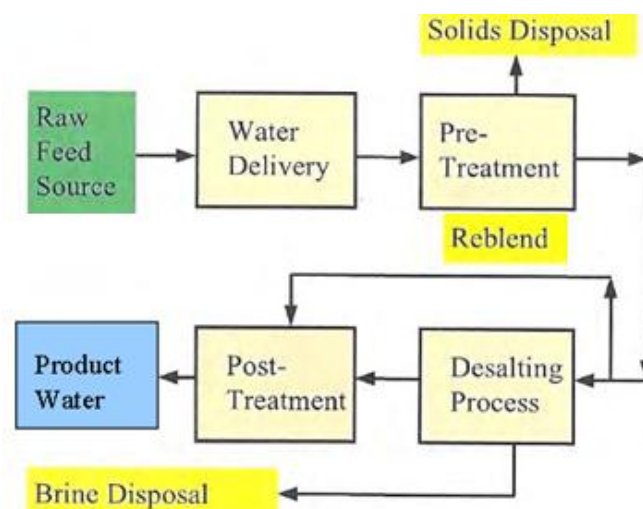 Solids Disposal
Raw
Feed
Source
Water
Delivery
Pre-
Treatment
Reblend
Product
Water
Post-
Treatment
Desalting
Process
Brine Disposal